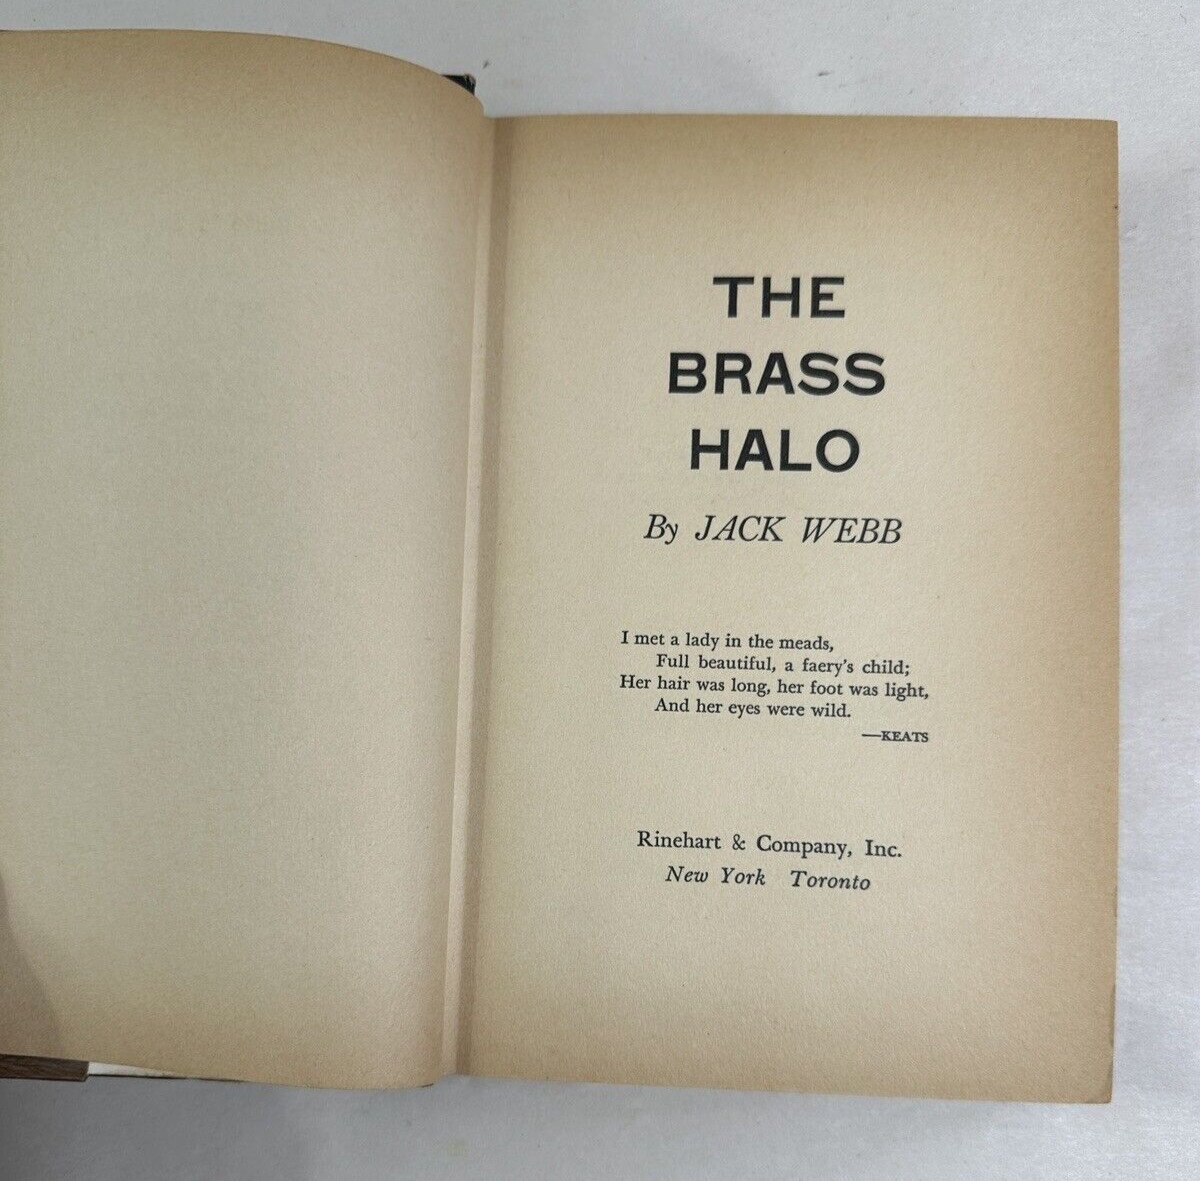 THE
BRASS
HALO
By JACK WEBB
I met a lady in the meads,
Full beautiful, a faery's child;
Her hair was long, her foot was light,
And her eyes were wild.
—KEATS
Rinehart & Company, Inc.
New York Toronto